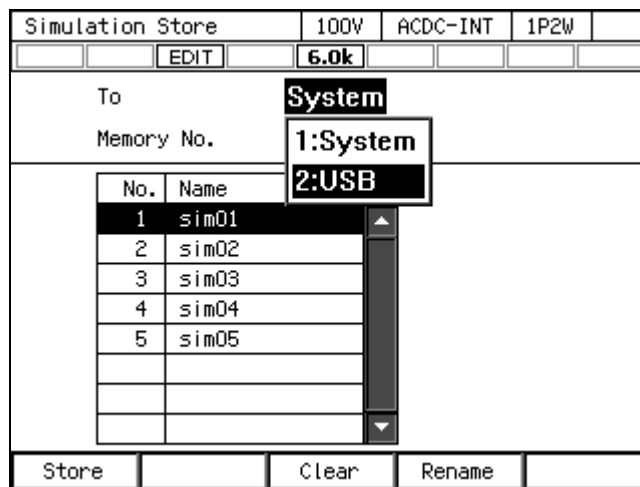 Simulation Store 100V ACDC-INT 1P2W
EDIT 6.0k
To System
Memory No. 1:System
2:USB
No. Name
1 sim01
2 sim02
3 sim03
4 sim04
5 sim05
Store Clear Rename